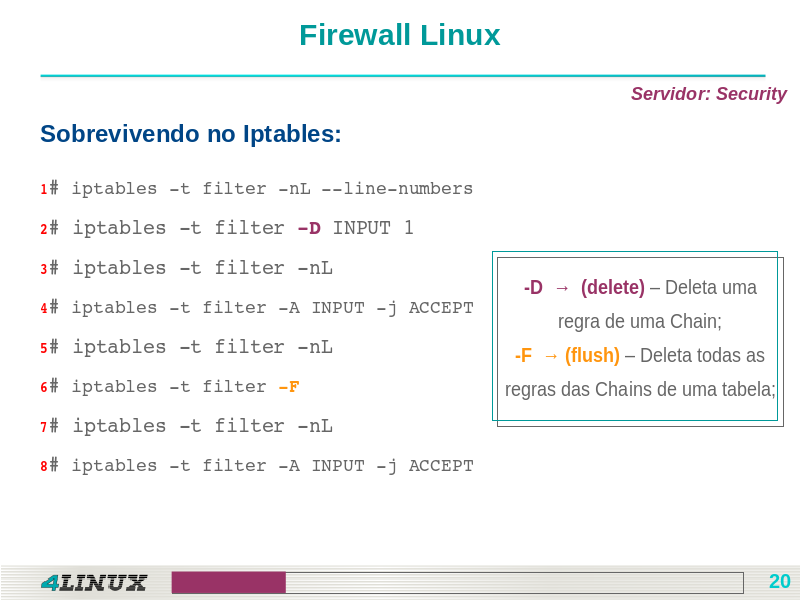 Firewall Linux
Servidor: Security
Sobrevivendo no Iptables:
1# iptables -t filter -nL --line-numbers
2# iptables -t filter -D INPUT 1
3# iptables -t filter -nL
4# iptables -t filter -A INPUT -j ACCEPT
5# iptables -t filter -nL
6# iptables -t filter -F
7# iptables -t filter -nL
8# iptables -t filter -A INPUT -j ACCEPT
-D → (delete) – Deleta uma
regra de uma Chain;
-F → (flush) – Deleta todas as
regras das Chains de uma tabela;
4LINUX
20